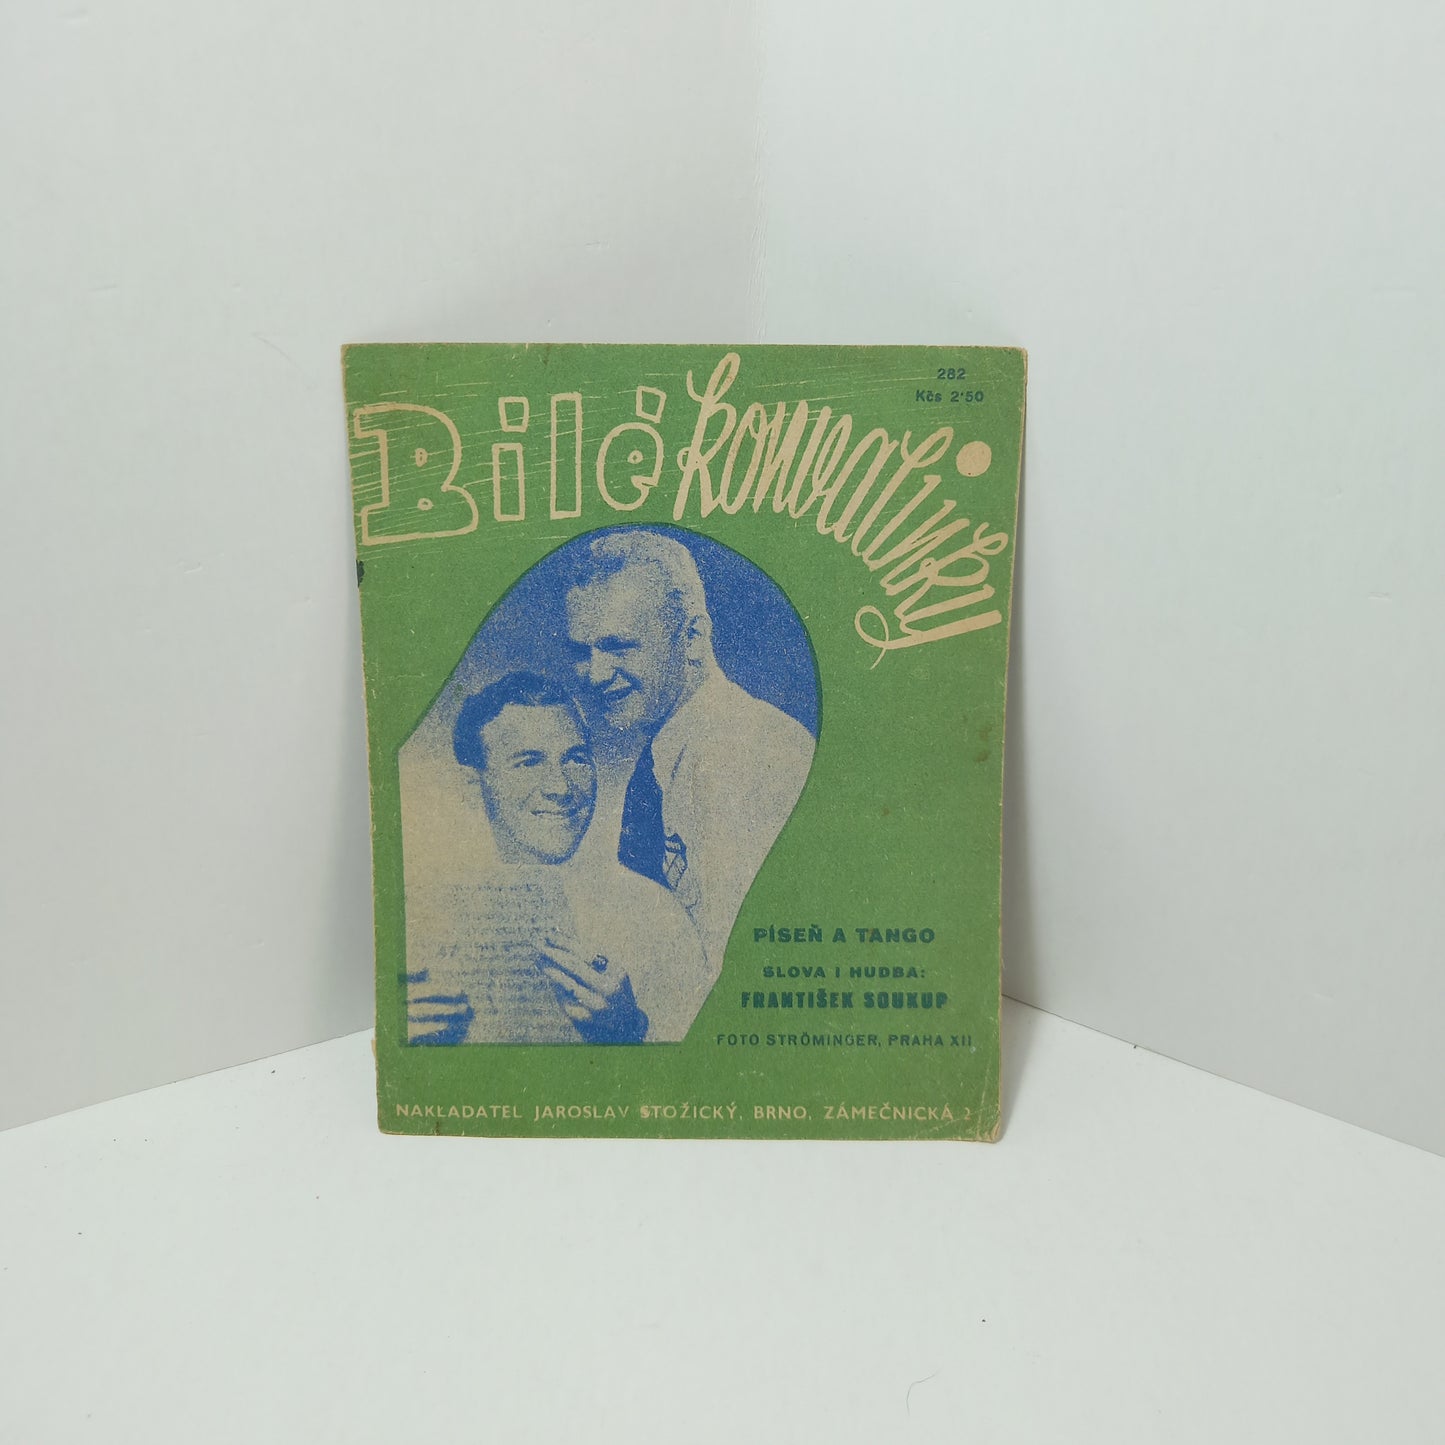 282
Kčs 2'50
Bílé konvalinky
PÍSEŇ A TANGO
SLOVA I HUDBA:
FRANTIŠEK SOUKUP
FOTO STRÖMINGER, PRAHA XII
NAKLADATEL JAROSLAV STOŽICKÝ, BRNO, ZÁMEČNICKÁ 2